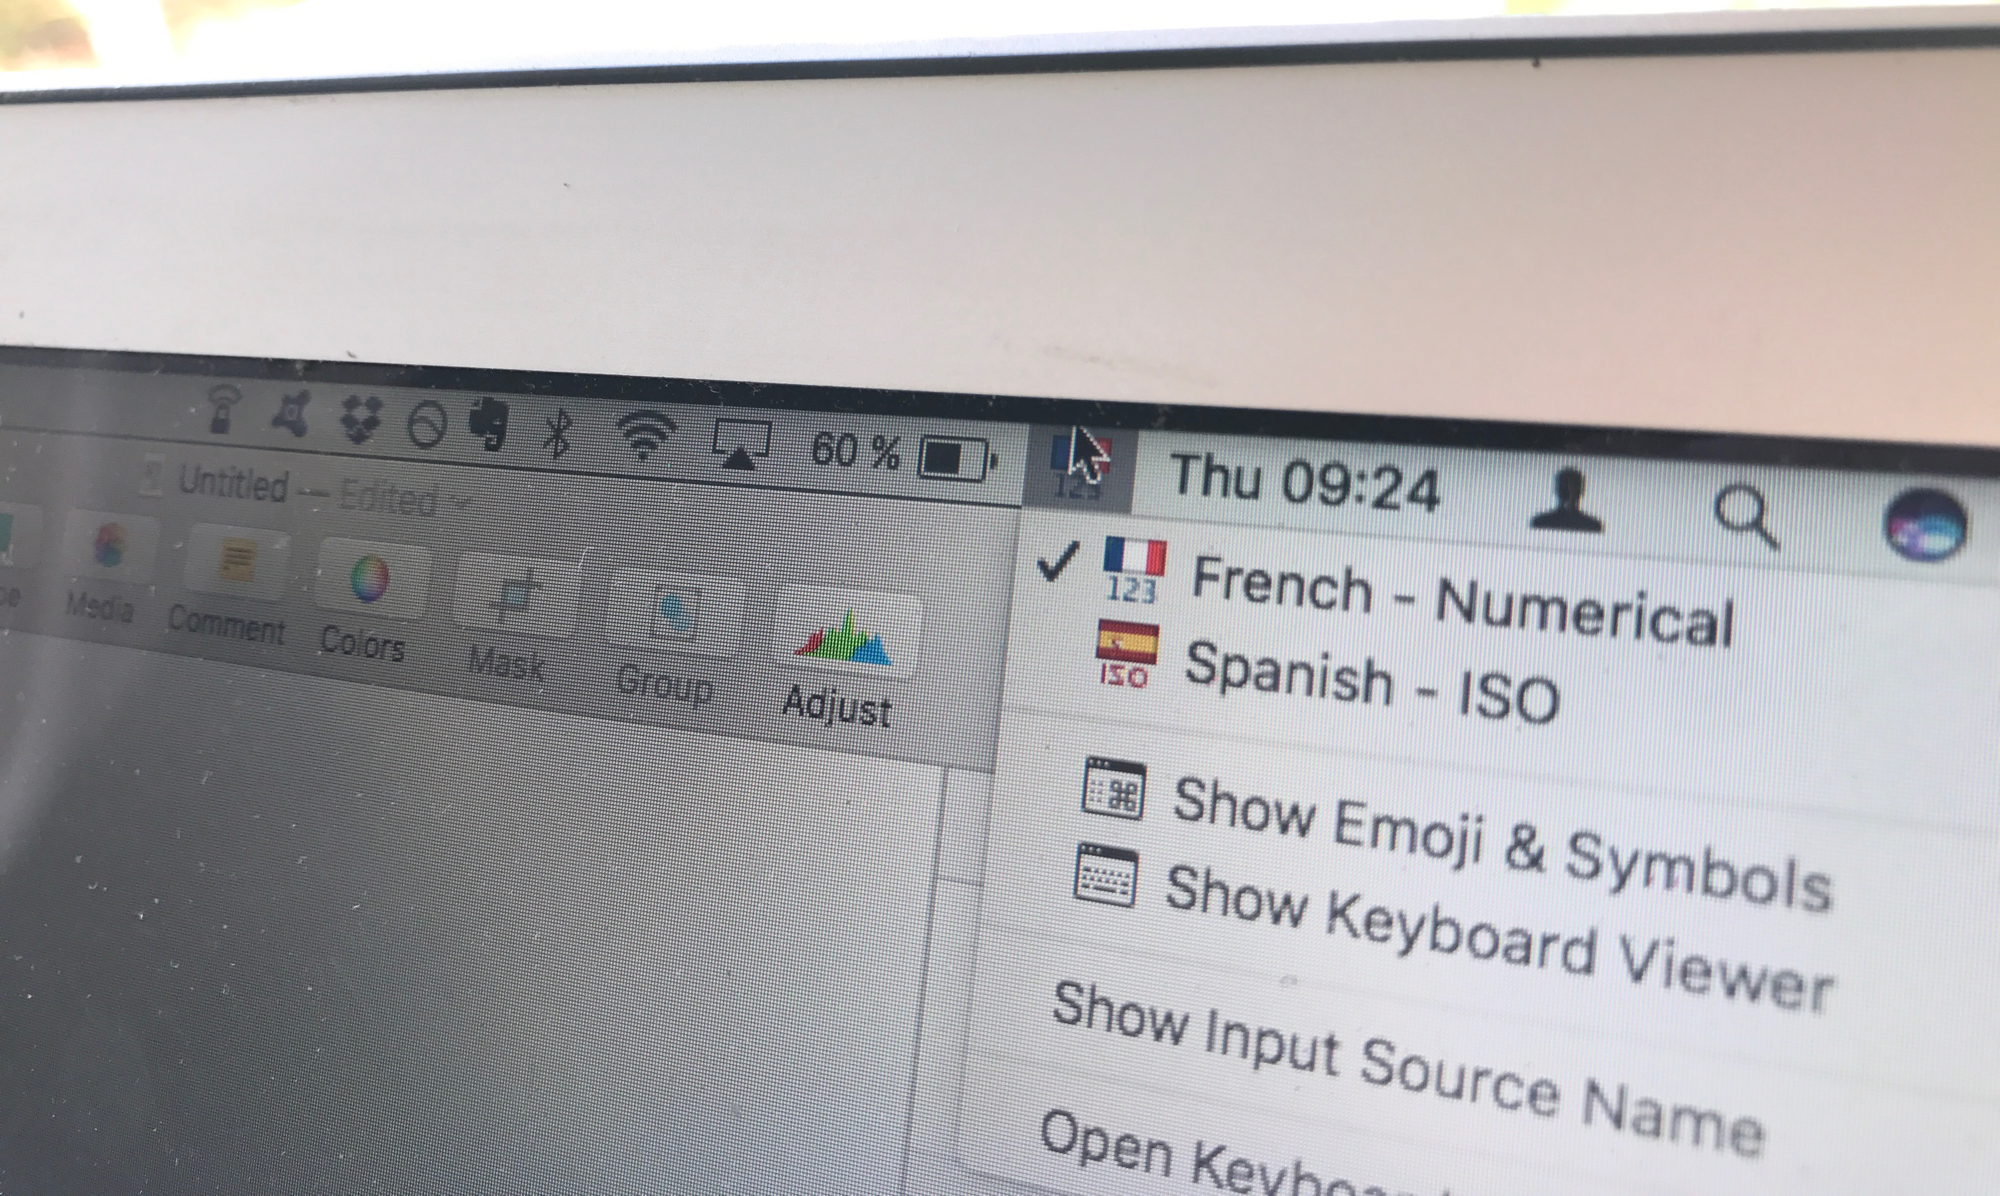 60 %
Thu 09:24
Untitled — Edited
Media
Comment
Colors
Mask
Group
Adjust
123 French - Numerical
ISO Spanish - ISO
Show Emoji & Symbols
Show Keyboard Viewer
Show Input Source Name
Open